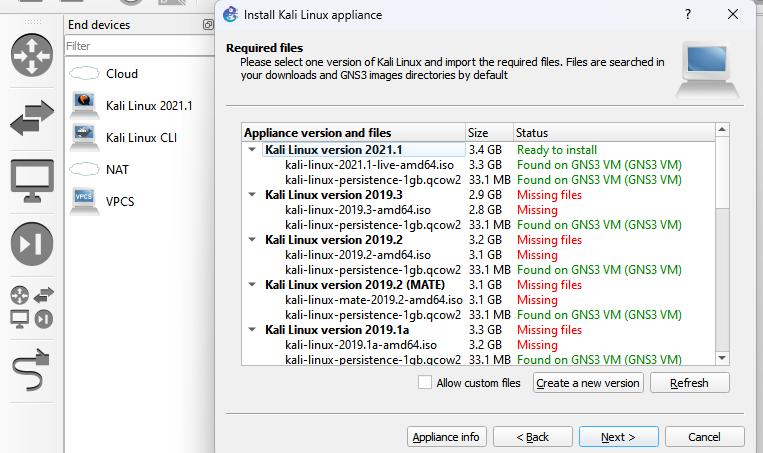 End devices
Filter
Cloud
Kali Linux 2021.1
Kali Linux CLI
NAT
VPCS
VPCS
Install Kali Linux appliance
Required files
Please select one version of Kali Linux and import the required files. Files are searched in
your downloads and GNS3 images directories by default
Appliance version and files Size Status
Kali Linux version 2021.1 3.4 GB Ready to install
kali-linux-2021.1-live-amd64.iso 3.3 GB Found on GNS3 VM (GNS3 VM)
kali-linux-persistence-1gb.qcow2 33.1 MB Found on GNS3 VM (GNS3 VM)
Kali Linux version 2019.3 2.9 GB Missing files
kali-linux-2019.3-amd64.iso 2.8 GB Missing
kali-linux-persistence-1gb.qcow2 33.1 MB Found on GNS3 VM (GNS3 VM)
Kali Linux version 2019.2 3.2 GB Missing files
kali-linux-2019.2-amd64.iso 3.1 GB Missing
kali-linux-persistence-1gb.qcow2 33.1 MB Found on GNS3 VM (GNS3 VM)
Kali Linux version 2019.2 (MATE) 3.1 GB Missing files
kali-linux-mate-2019.2-amd64.iso 3.1 GB Missing
kali-linux-persistence-1gb.qcow2 33.1 MB Found on GNS3 VM (GNS3 VM)
Kali Linux version 2019.1a 3.3 GB Missing files
kali-linux-2019.1a-amd64.iso 3.2 GB Missing
kali-linux-persistence-1gb.qcow2 33.1 MB Found on GNS3 VM (GNS3 VM)
Allow custom files Create a new version Refresh
Appliance info < Back Next > Cancel